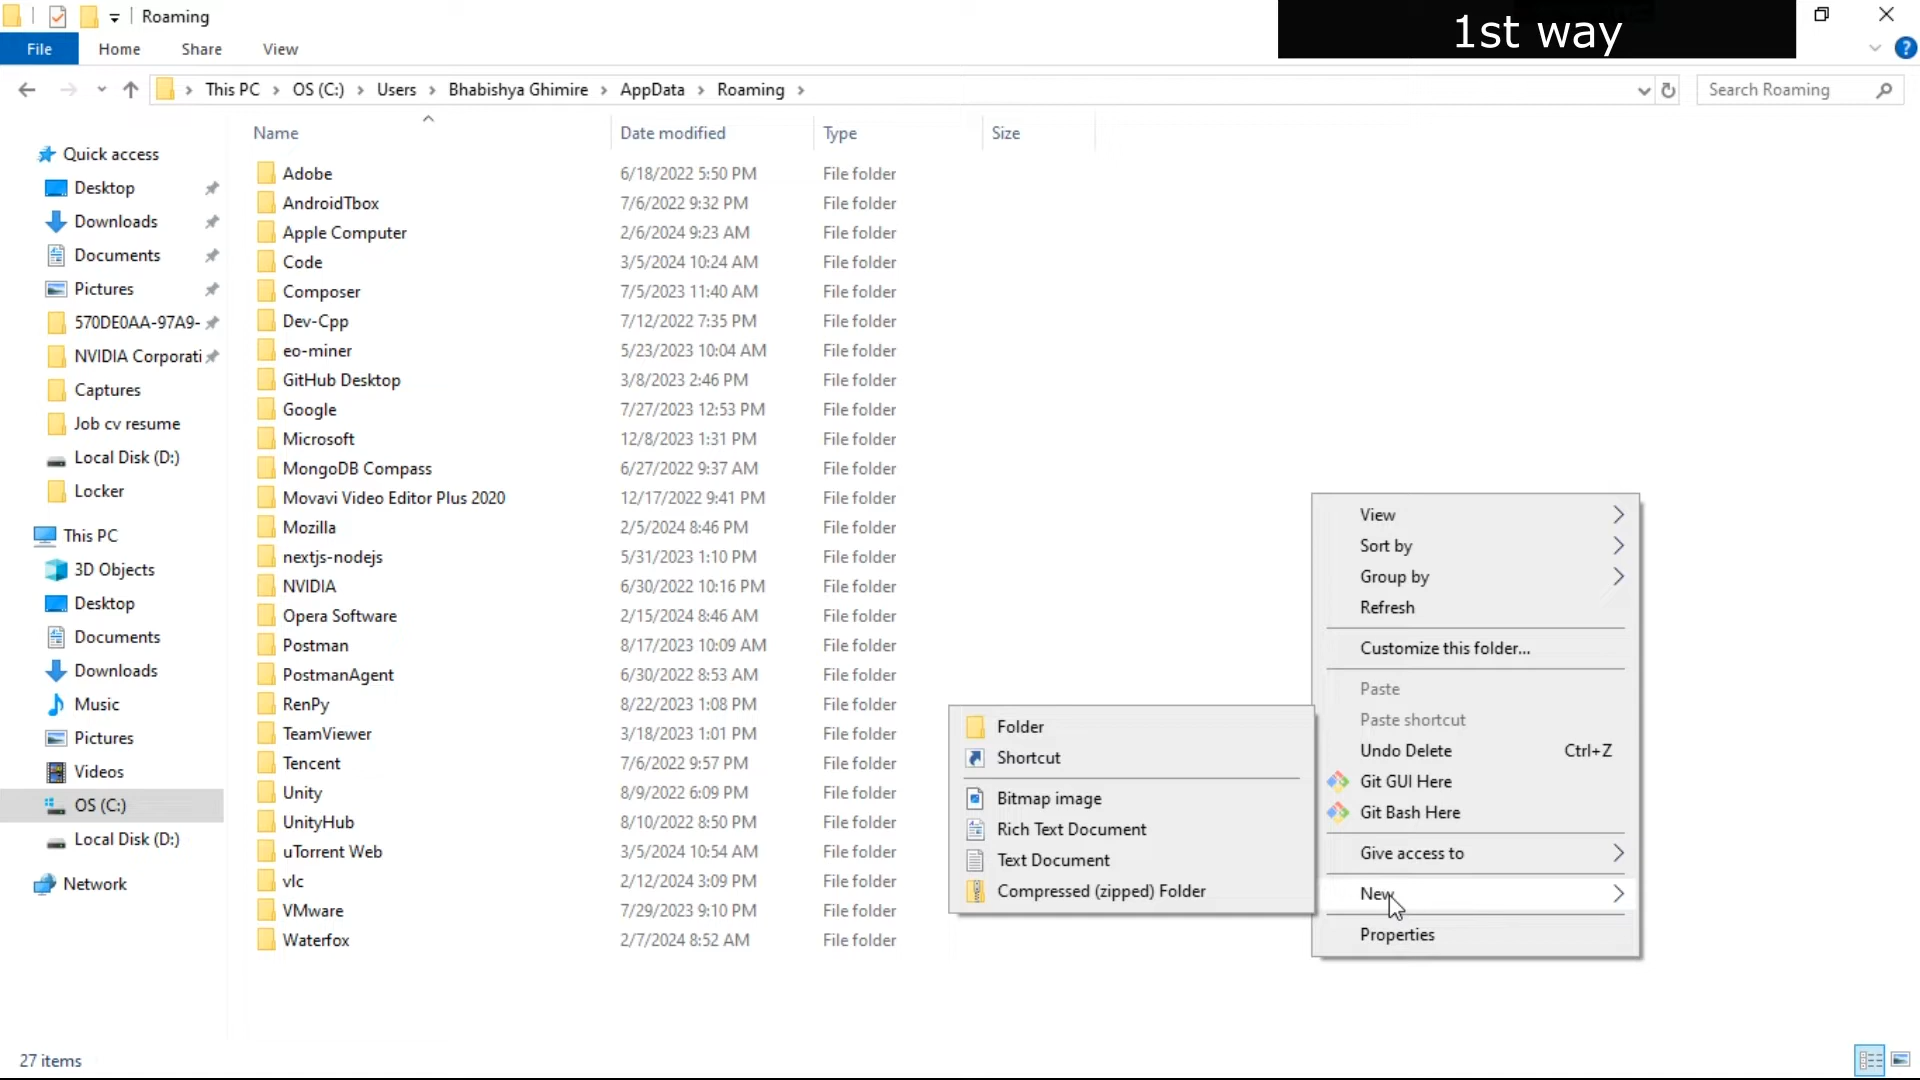 Roaming
1st way
File Home Share View
This PC OS (C:) Users Bhabishya Ghimire AppData Roaming
Search Roaming
Name Date modified Type Size
Quick access
Desktop
Downloads
Documents
Pictures
570DE0AA-97A9-
NVIDIA Corporati
Captures
Job cv resume
Local Disk (D:)
Locker
This PC
3D Objects
Desktop
Documents
Downloads
Music
Pictures
Videos
OS (C:)
Local Disk (D:)
Network
Adobe 6/18/2022 5:50 PM File folder
AndroidTbox 7/6/2022 9:32 PM File folder
Apple Computer 2/6/2024 9:23 AM File folder
Code 3/5/2024 10:24 AM File folder
Composer 7/5/2023 11:40 AM File folder
Dev-Cpp 7/12/2022 7:35 PM File folder
eo-miner 5/23/2023 10:04 AM File folder
GitHub Desktop 3/8/2023 2:46 PM File folder
Google 7/27/2023 12:53 PM File folder
Microsoft 12/8/2023 1:31 PM File folder
MongoDB Compass 6/27/2022 9:37 AM File folder
Movavi Video Editor Plus 2020 12/17/2022 9:41 PM File folder
Mozilla 2/5/2024 8:46 PM File folder
nextjs-nodejs 5/31/2023 1:10 PM File folder
NVIDIA 6/30/2022 10:16 PM File folder
Opera Software 2/15/2024 8:46 AM File folder
Postman 8/17/2023 10:09 AM File folder
PostmanAgent 6/30/2022 8:53 AM File folder
RenPy 8/22/2023 1:08 PM File folder
TeamViewer 3/18/2023 1:01 PM File folder
Tencent 7/6/2022 9:57 PM File folder
Unity 8/9/2022 6:09 PM File folder
UnityHub 8/10/2022 8:50 PM File folder
uTorrent Web 3/5/2024 10:54 AM File folder
vlc 2/12/2024 3:09 PM File folder
VMware 7/29/2023 9:10 PM File folder
Waterfox 2/7/2024 8:52 AM File folder
Folder
Shortcut
Bitmap image
Rich Text Document
Text Document
Compressed (zipped) Folder
View
Sort by
Group by
Refresh
Customize this folder...
Paste
Paste shortcut
Undo Delete Ctrl+Z
Git GUI Here
Git Bash Here
Give access to
New
Properties
27 items